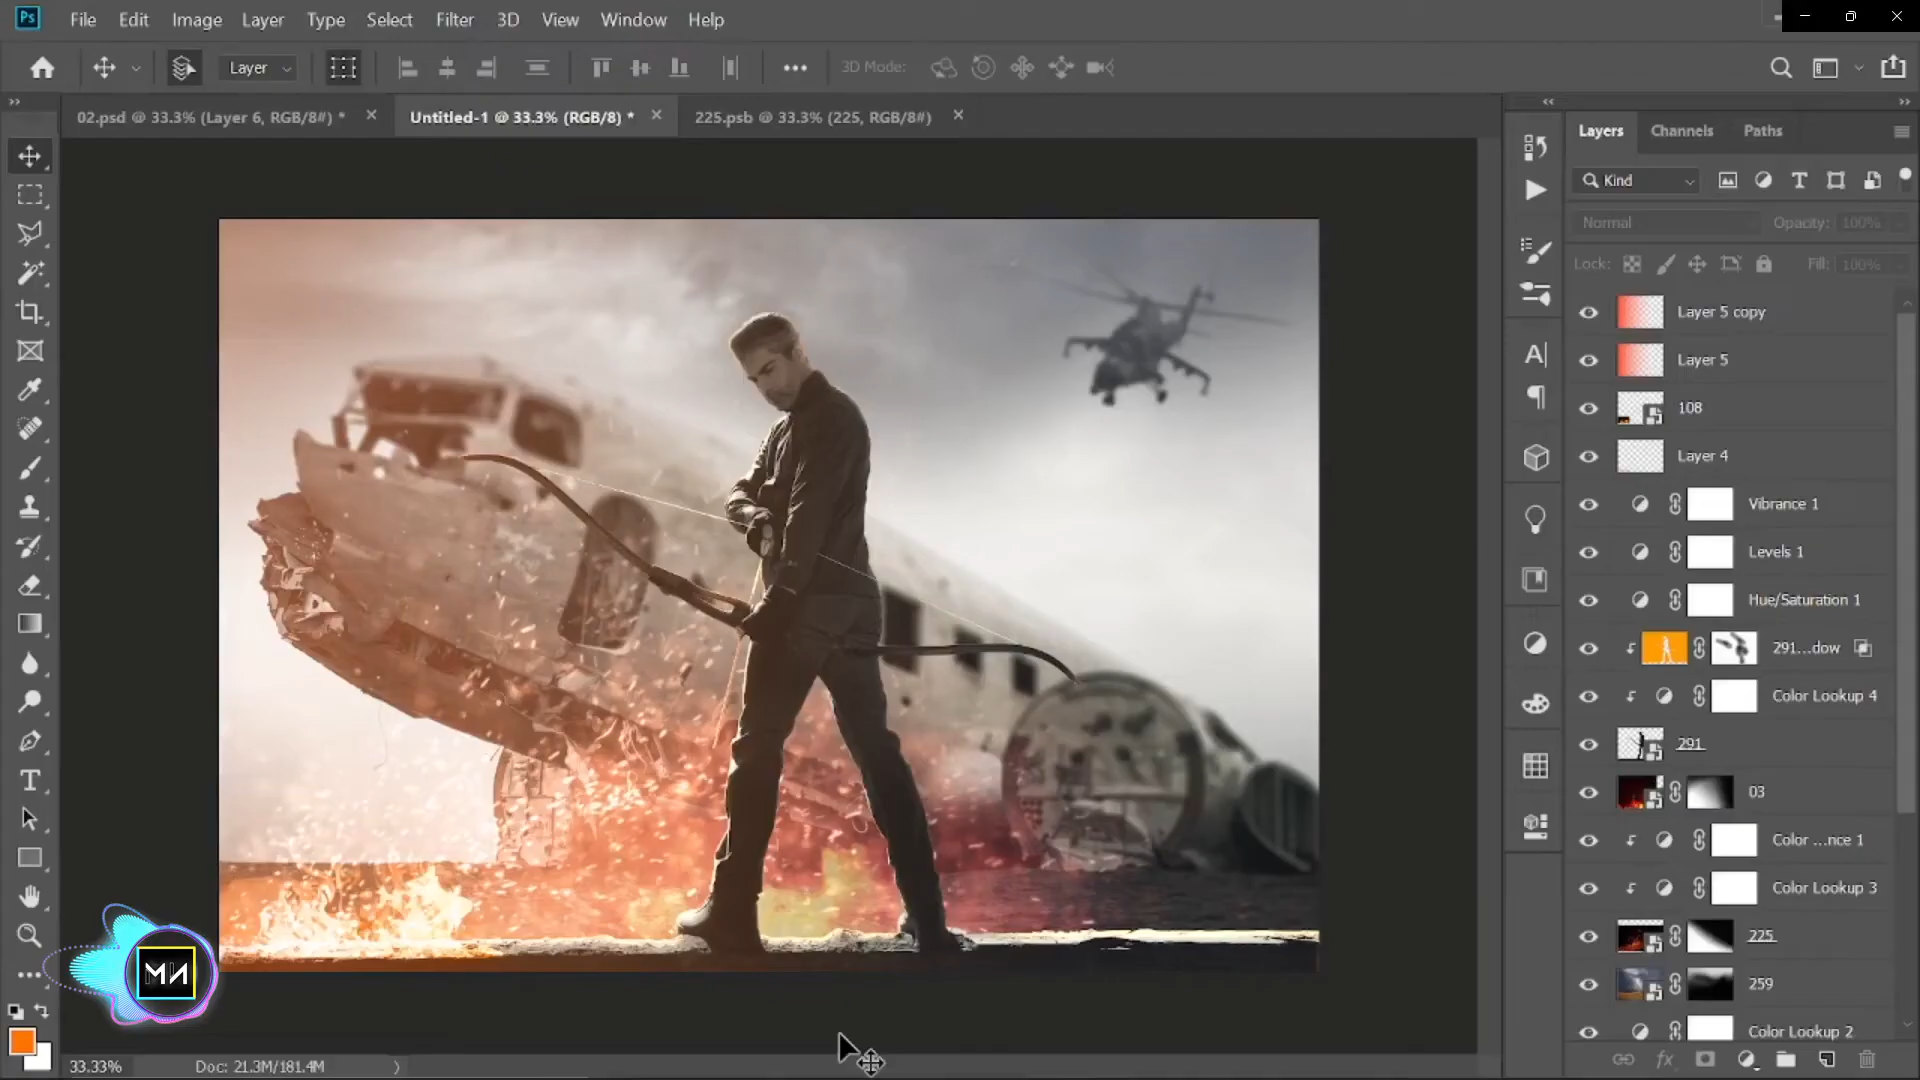 Ps File Edit Image Layer Type Select Filter 3D View Window Help
Layer 3D Mode:
02.psd @ 33.3% (Layer 6, RGB/8#) * Untitled-1 @ 33.3% (RGB/8) * 225.psb @ 33.3% (225, RGB/8#)
Layers Channels Paths
Kind
Normal Opacity: 100%
Lock: Fill: 100%
Layer 5 copy
Layer 5
108
Layer 4
Vibrance 1
Levels 1
Hue/Saturation 1
291...dow
Color Lookup 4
291
03
Color ...nce 1
Color Lookup 3
225
259
Color Lookup 2
33.33% Doc: 21.3M/181.4M